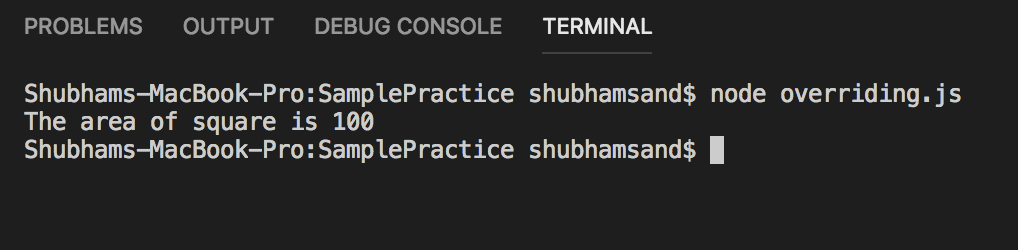 PROBLEMS OUTPUT DEBUG CONSOLE TERMINAL
Shubhams-MacBook-Pro:SamplePractice shubhamsand$ node overriding.js
The area of square is 100
Shubhams-MacBook-Pro:SamplePractice shubhamsand$